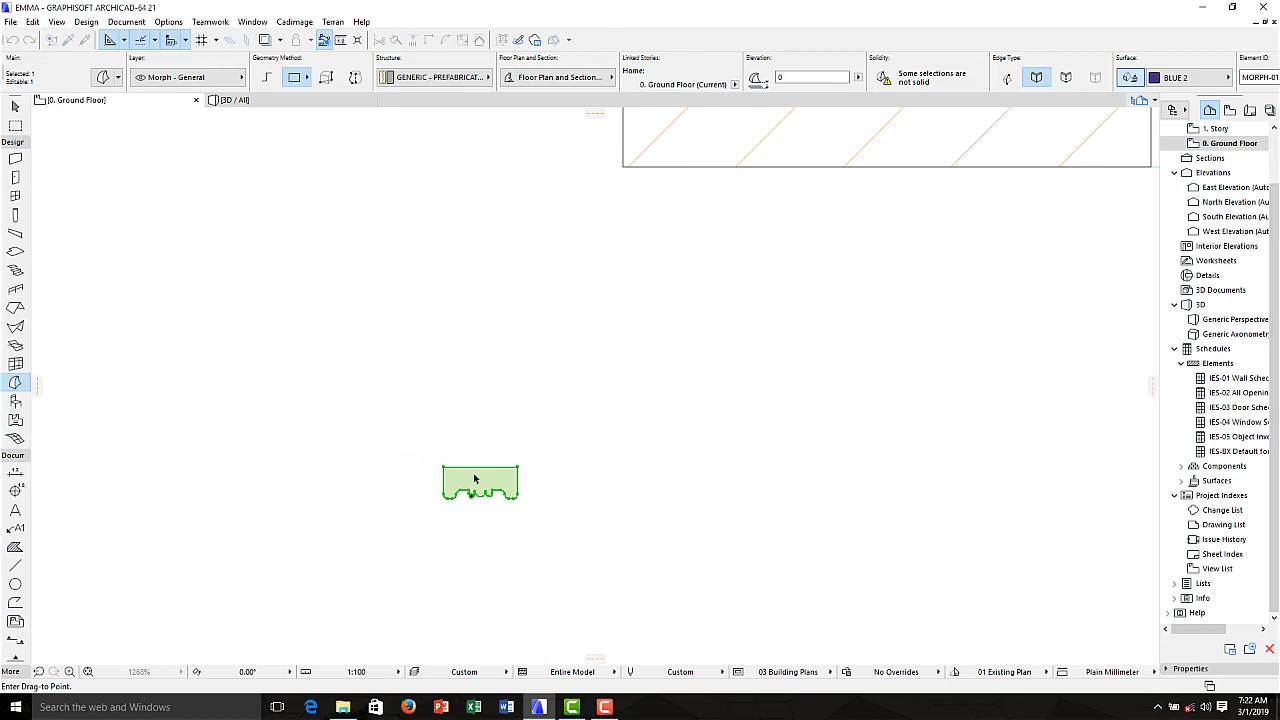 EMMA - GRAPHISOFT ARCHICAD-64 21
File Edit View Design Document Options Teamwork Window Cadimage Terran Help
Main: Layer: Geometry Method: Structure: Floor Plan and Section: Linked Stories: Elevation: Solidity: Edge Type: Surface: Element ID:
Selected: 1
Editable: 1
Morph - General
GENERIC - PREFABRICAT...
Floor Plan and Section...
Home:
0. Ground Floor (Current)
0
Some selections are
not solid
BLUE 2
MORPH-01
[0. Ground Floor]
[3D / All]
Design
1. Story
0. Ground Floor
Sections
Elevations
East Elevation (Auto
North Elevation (Au
South Elevation (Au
West Elevation (Aut
Interior Elevations
Worksheets
Details
3D Documents
3D
Generic Perspective
Generic Axonometry
Schedules
Elements
IES-01 Wall Sched
IES-02 All Openin
IES-03 Door Sche
IES-04 Window S
IES-05 Object Inve
IES-BX Default for
Components
Surfaces
Project Indexes
Change List
Drawing List
Issue History
Sheet Index
View List
Lists
Info
Help
Docum
A
A1
More
1268%
0.00°
1:100
Custom
Entire Model
Custom
03 Building Plans
No Overrides
01 Existing Plan
Plain Millimeter
Properties
Enter Drag-to Point.
Search the web and Windows
7:22 AM
3/1/2019